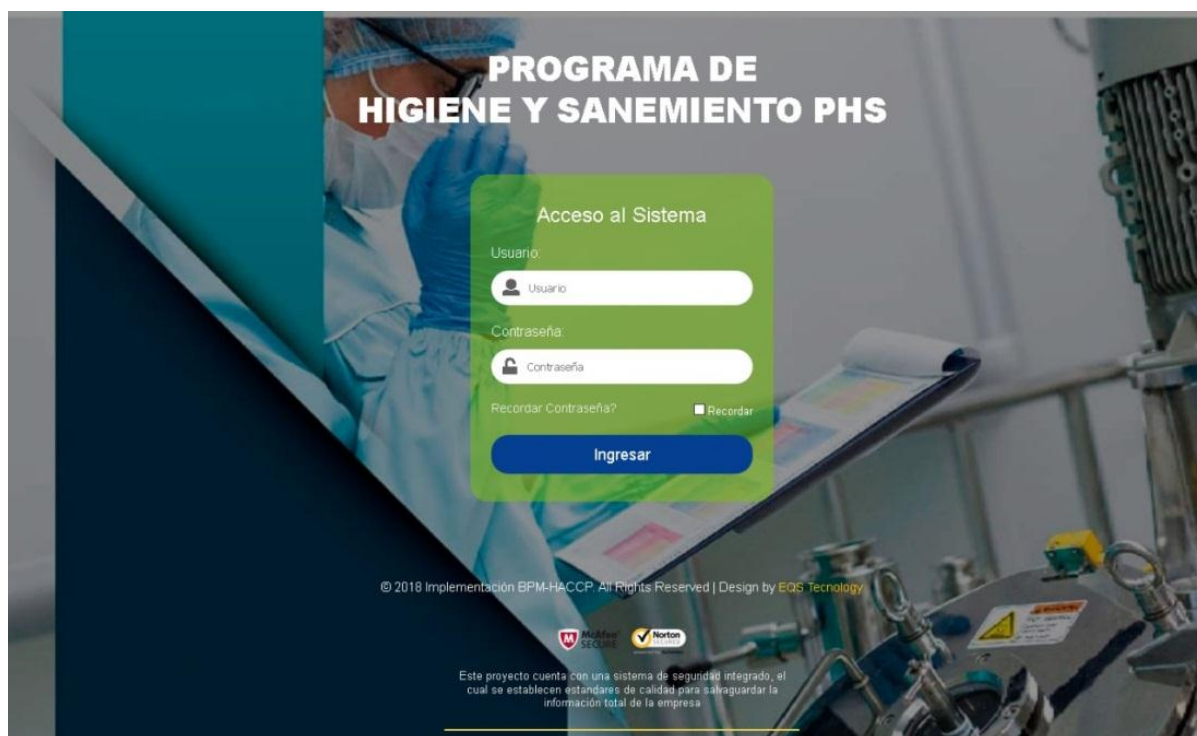 PROGRAMA DE
HIGIENE Y SANEMIENTO PHS
Acceso al Sistema
Usuario:
Usuario
Contraseña:
Contraseña
Recordar Contraseña?
Recordar
Ingresar
© 2018 Implementación BPM-HACCP. All Rights Reserved | Design by EQS Tecnology
McAfee
SECURE
Norton
SECURED
Este proyecto cuenta con una sistema de seguridad integrado, el
cual se establecen estandares de calidad para salvaguardar la
información total de la empresa